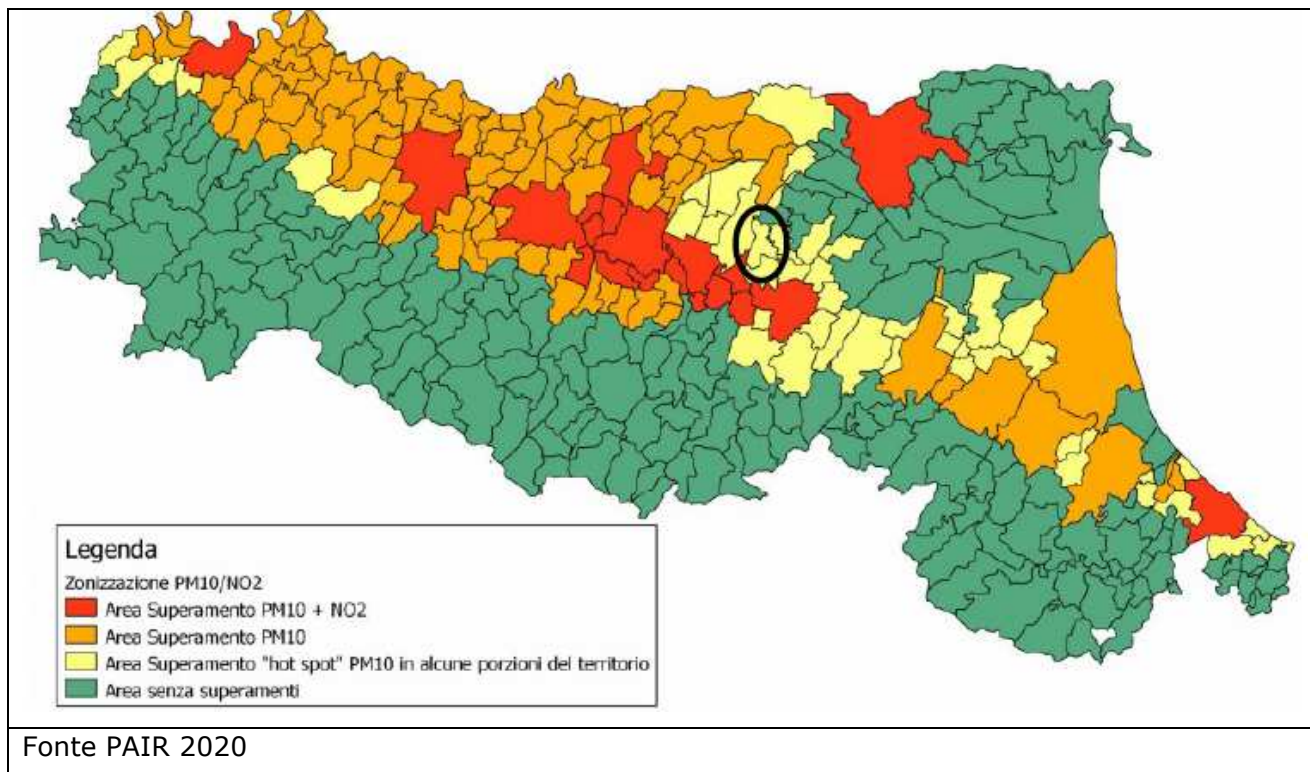 Legenda
Zonizzazione PM10/NO2
Area Superamento PM10 + NO2
Area Superamento PM10
Area Superamento "hot spot" PM10 in alcune porzioni del territorio
Area senza superamenti
Fonte PAIR 2020